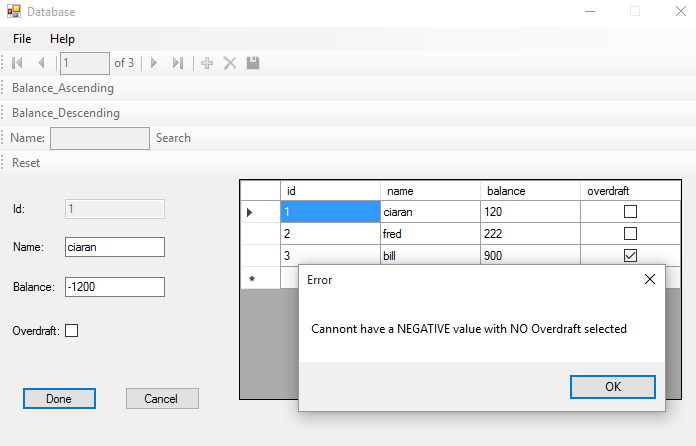 Database
File Help
1 of 3
Balance_Ascending
Balance_Descending
Name: Search
Reset
Id: 1
Name: ciaran
Balance: -1200
Overdraft:
Done Cancel
id name balance overdraft
1 ciaran 120
2 fred 222
3 bill 900
Error
Cannont have a NEGATIVE value with NO Overdraft selected
OK